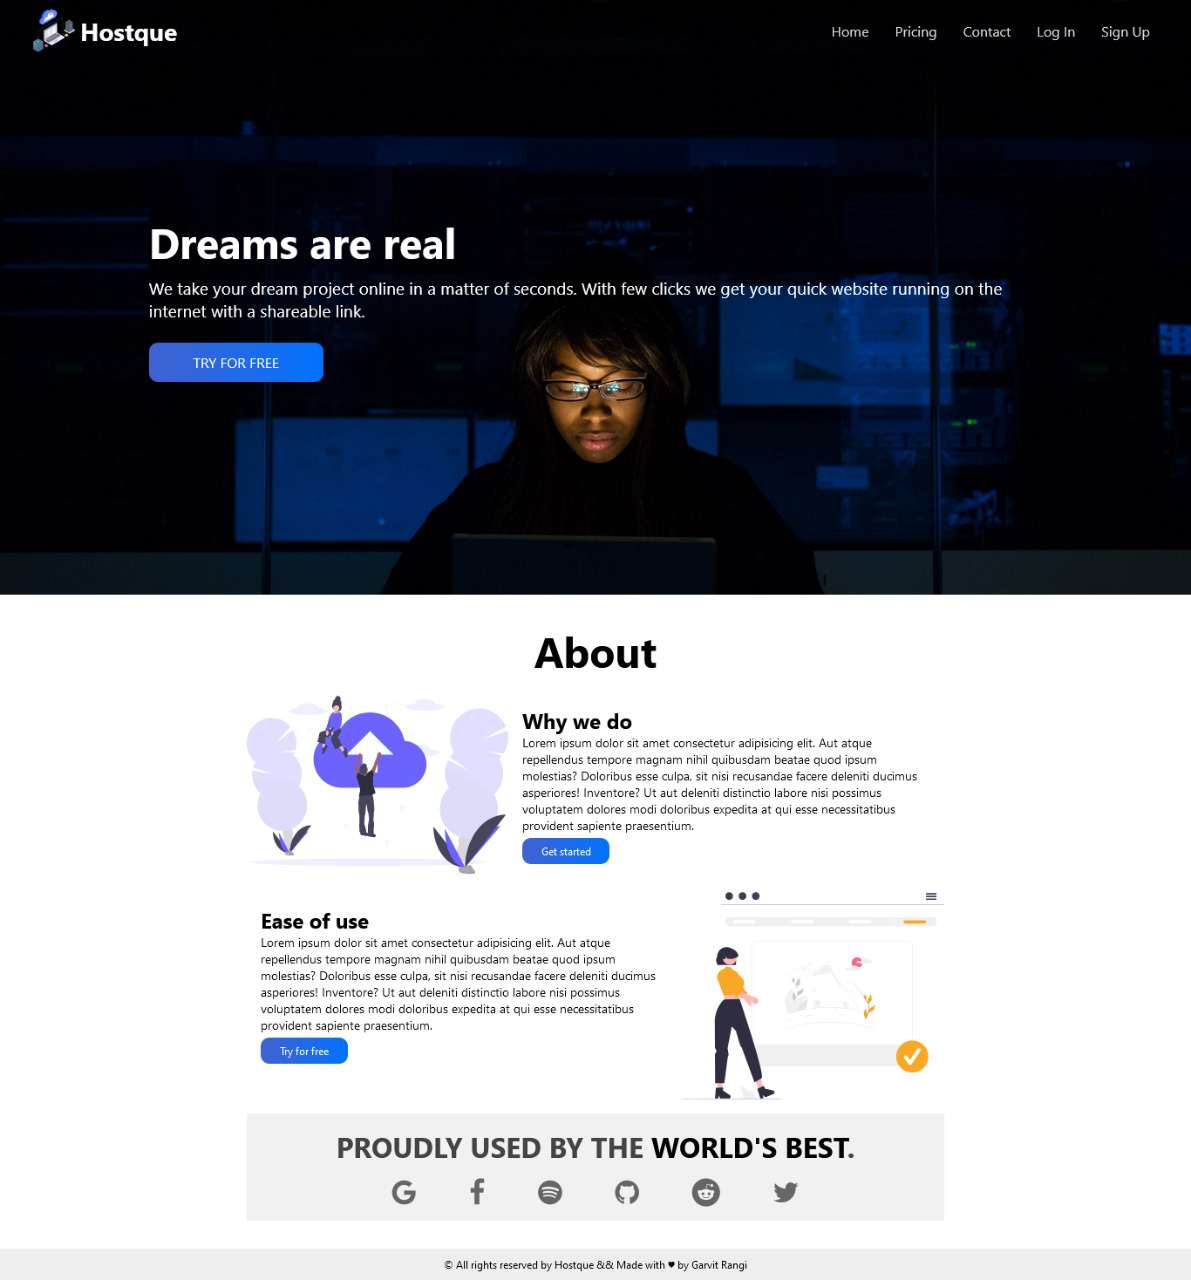 Hostque
Home Pricing Contact Log In Sign Up
Dreams are real
We take your dream project online in a matter of seconds. With few clicks we get your quick website running on the
internet with a shareable link.
TRY FOR FREE
About
Why we do
Lorem ipsum dolor sit amet consectetur adipisicing elit. Aut atque
repellendus tempore magnam nihil quibusdam beatae quod ipsum
molestias? Doloribus esse culpa, sit nisi recusandae facere deleniti ducimus
asperiores! Inventore? Ut aut deleniti distinctio labore nisi possimus
voluptatem dolores modi doloribus expedita at qui esse necessitatibus
provident sapiente praesentium.
Get started
Ease of use
Lorem ipsum dolor sit amet consectetur adipisicing elit. Aut atque
repellendus tempore magnam nihil quibusdam beatae quod ipsum
molestias? Doloribus esse culpa, sit nisi recusandae facere deleniti ducimus
asperiores! Inventore? Ut aut deleniti distinctio labore nisi possimus
voluptatem dolores modi doloribus expedita at qui esse necessitatibus
provident sapiente praesentium.
Try for free
PROUDLY USED BY THE WORLD'S BEST.
© All rights reserved by Hostque && Made with ♥ by Garvit Rangi